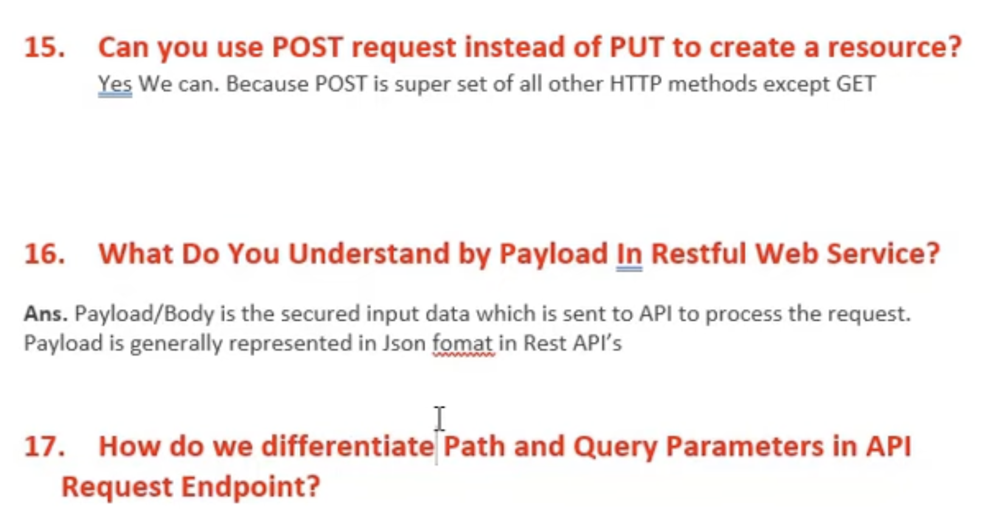 15. Can you use POST request instead of PUT to create a resource?
Yes We can. Because POST is super set of all other HTTP methods except GET
16. What Do You Understand by Payload In Restful Web Service?
Ans. Payload/Body is the secured input data which is sent to API to process the request.
Payload is generally represented in Json fomat in Rest API’s
17. How do we differentiate Path and Query Parameters in API
Request Endpoint?